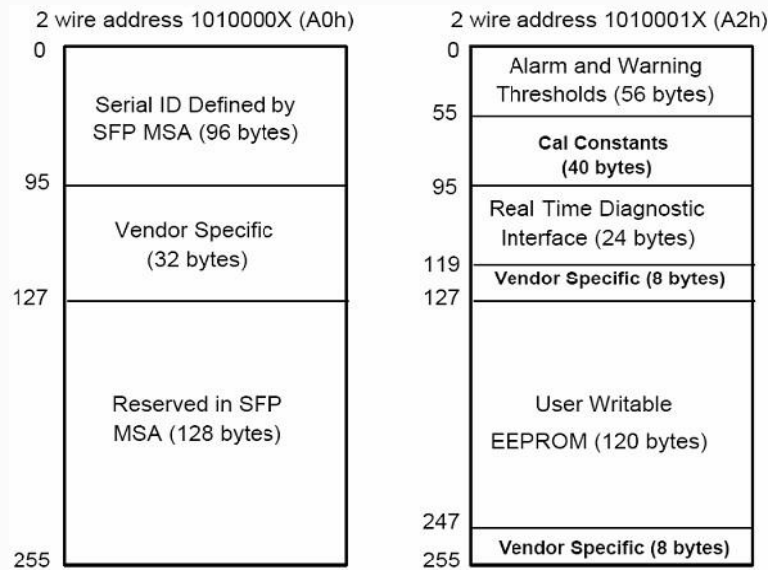 2 wire address 1010000X (A0h)
0
Serial ID Defined by
SFP MSA (96 bytes)
95
Vendor Specific
(32 bytes)
127
Reserved in SFP
MSA (128 bytes)
255
2 wire address 1010001X (A2h)
0
Alarm and Warning
Thresholds (56 bytes)
55
Cal Constants
(40 bytes)
95
Real Time Diagnostic
Interface (24 bytes)
119
Vendor Specific (8 bytes)
127
User Writable
EEPROM (120 bytes)
247
Vendor Specific (8 bytes)
255